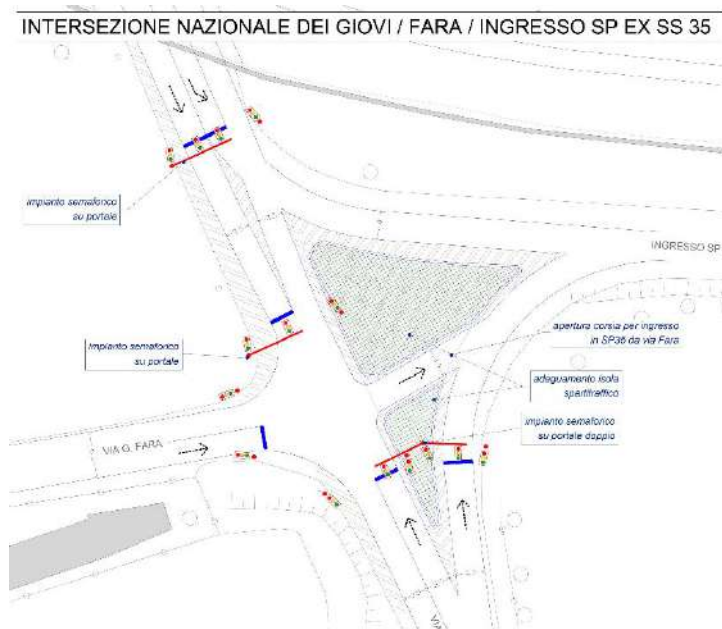 INTERSEZIONE NAZIONALE DEI GIOVI / FARA / INGRESSO SP EX SS 35
impianto semaforico
su portale
INGRESSO SP
impianto semaforico
su portale
apertura corsia per ingresso
in SP35 da via Fara
adeguamento isola
spartitraffico
impianto semaforico
su portale doppio
VIA G. FARA
VIA